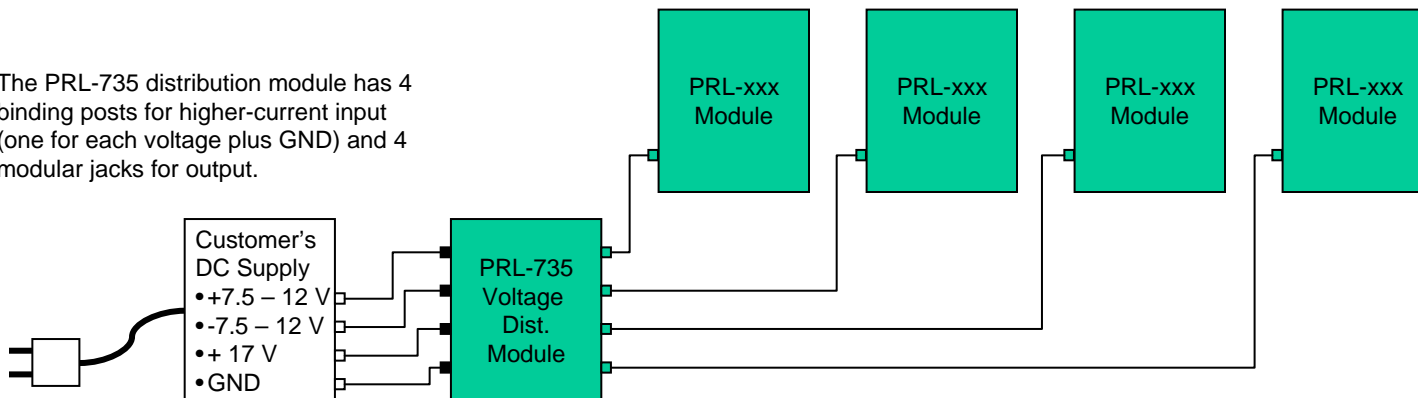 The PRL-735 distribution module has 4
binding posts for higher-current input
(one for each voltage plus GND) and 4
modular jacks for output.
PRL-xxx
Module
PRL-xxx
Module
PRL-xxx
Module
PRL-xxx
Module
Customer's
DC Supply
•+7.5 – 12 V
•-7.5 – 12 V
•+ 17 V
•GND
PRL-735
Voltage
Dist.
Module